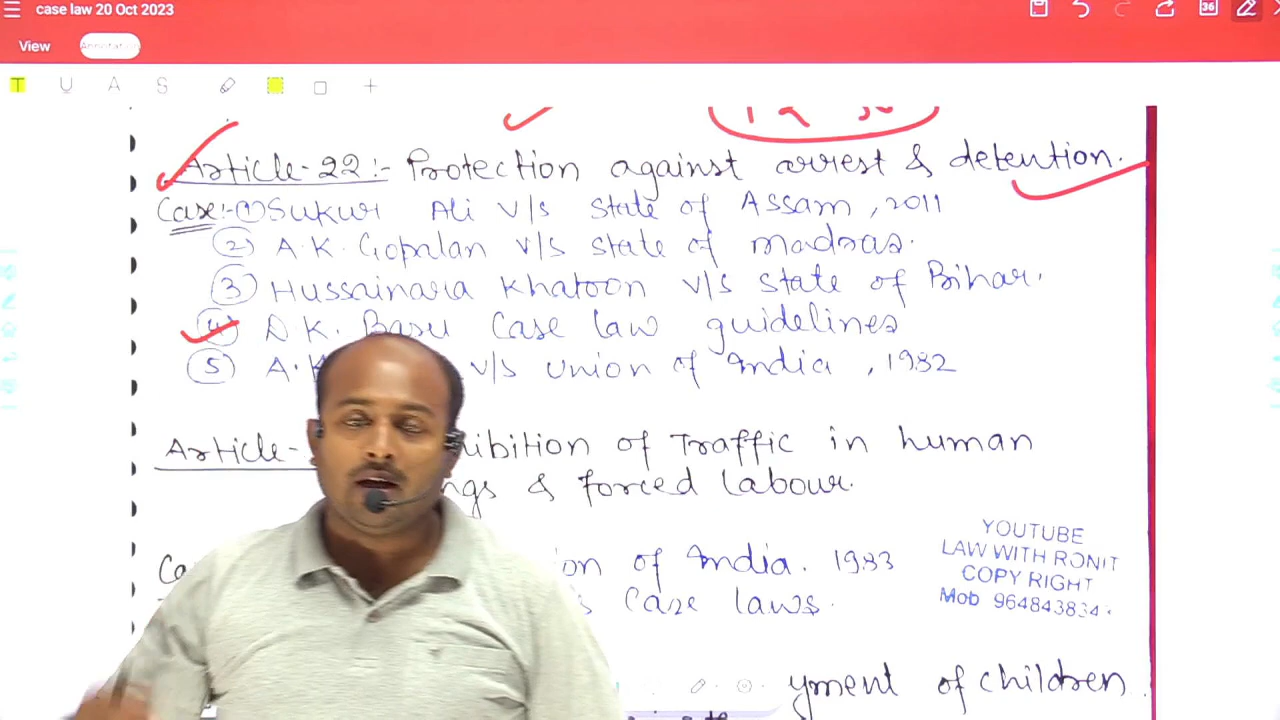 case law 20 Oct 2023
36
View
Annotation
T U A S
Article-22:- Protection against arrest & detention.
Case:-① Sukur Ali v/s State of Assam, 2011
② A.K. Gopalan v/s State of madras.
③ Hussainara Khatoon v/s State of Bihar.
④ D.K. Basu Case law guidelines
⑤ A.K v/s union of india, 1982
Article- ibition of Traffic in human
ngs & forced labour.
Ca on of india. 1983
's Case laws.
yment of children.
YOUTUBE
LAW WITH RONIT
COPY RIGHT
Mob 964843834